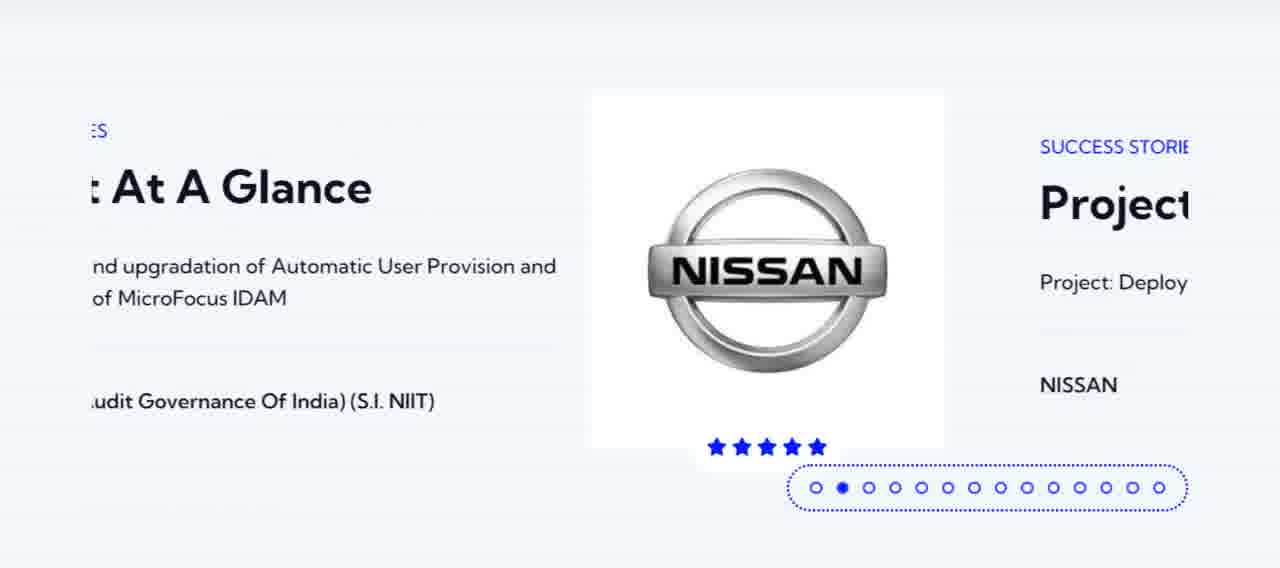 ES
t At A Glance
nd upgradation of Automatic User Provision and
of MicroFocus IDAM
udit Governance Of India) (S.I. NIIT)
NISSAN
SUCCESS STORIE
Project
Project: Deploy
NISSAN